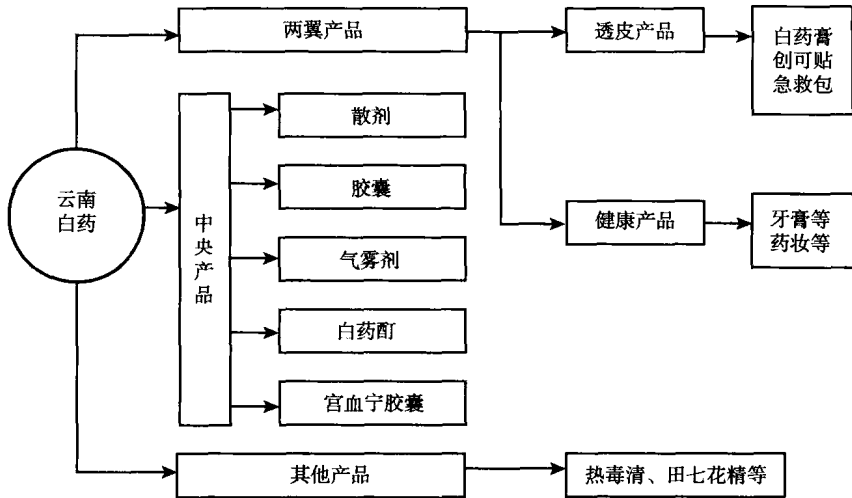 云南
白药
两翼产品
透皮产品
白药膏
创可贴
急救包
健康产品
牙膏等
药妆等
中央产品
散剂
胶囊
气雾剂
白药酊
宫血宁胶囊
其他产品
热毒清、田七花精等